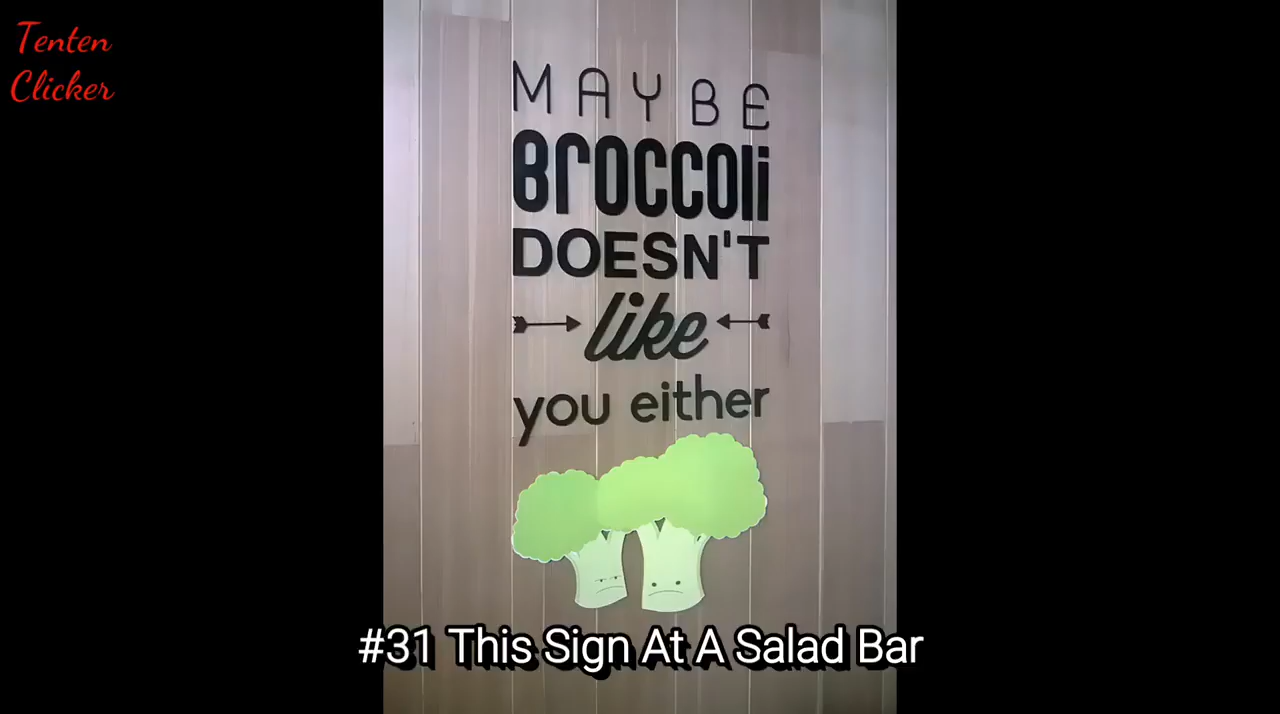 Tenten
Clicker
MAYBE
BrOCCOli
DOESN'T
like
you either
#31 This Sign At A Salad Bar